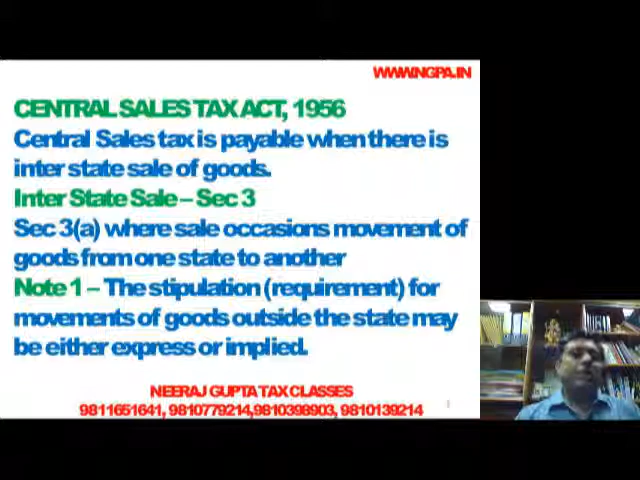 WWW.NGPA.IN
CENTRAL SALES TAX ACT, 1956
Central Sales tax is payable when there is
inter state sale of goods.
Inter State Sale – Sec 3
Sec 3(a) where sale occasions movement of
goods from one state to another
Note 1 – The stipulation (requirement) for
movements of goods outside the state may
be either express or implied.
NEERAJ GUPTA TAX CLASSES
9811651641, 9810779214,9810398903, 9810139214
1